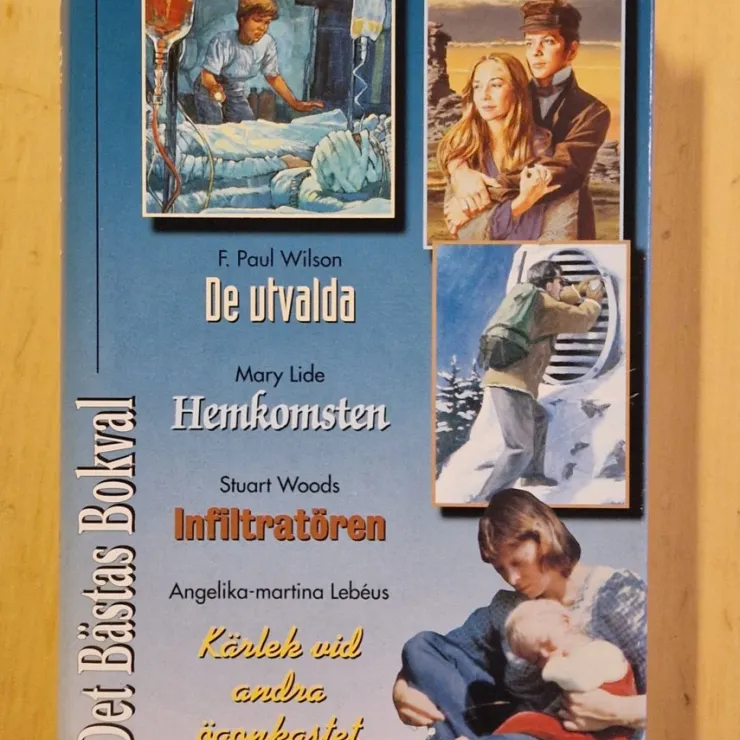 F. Paul Wilson
De utvalda
Mary Lide
Hemkomsten
Stuart Woods
Infiltratören
Angelika-martina Lebéus
Kärlek vid
andra
ögonkastet
Det Bästas Bokval